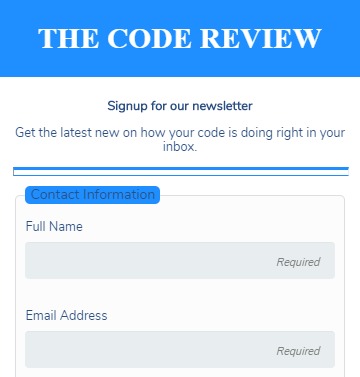 THE CODE REVIEW
Signup for our newsletter
Get the latest new on how your code is doing right in your
inbox.
Contact Information
Full Name
Required
Email Address
Required